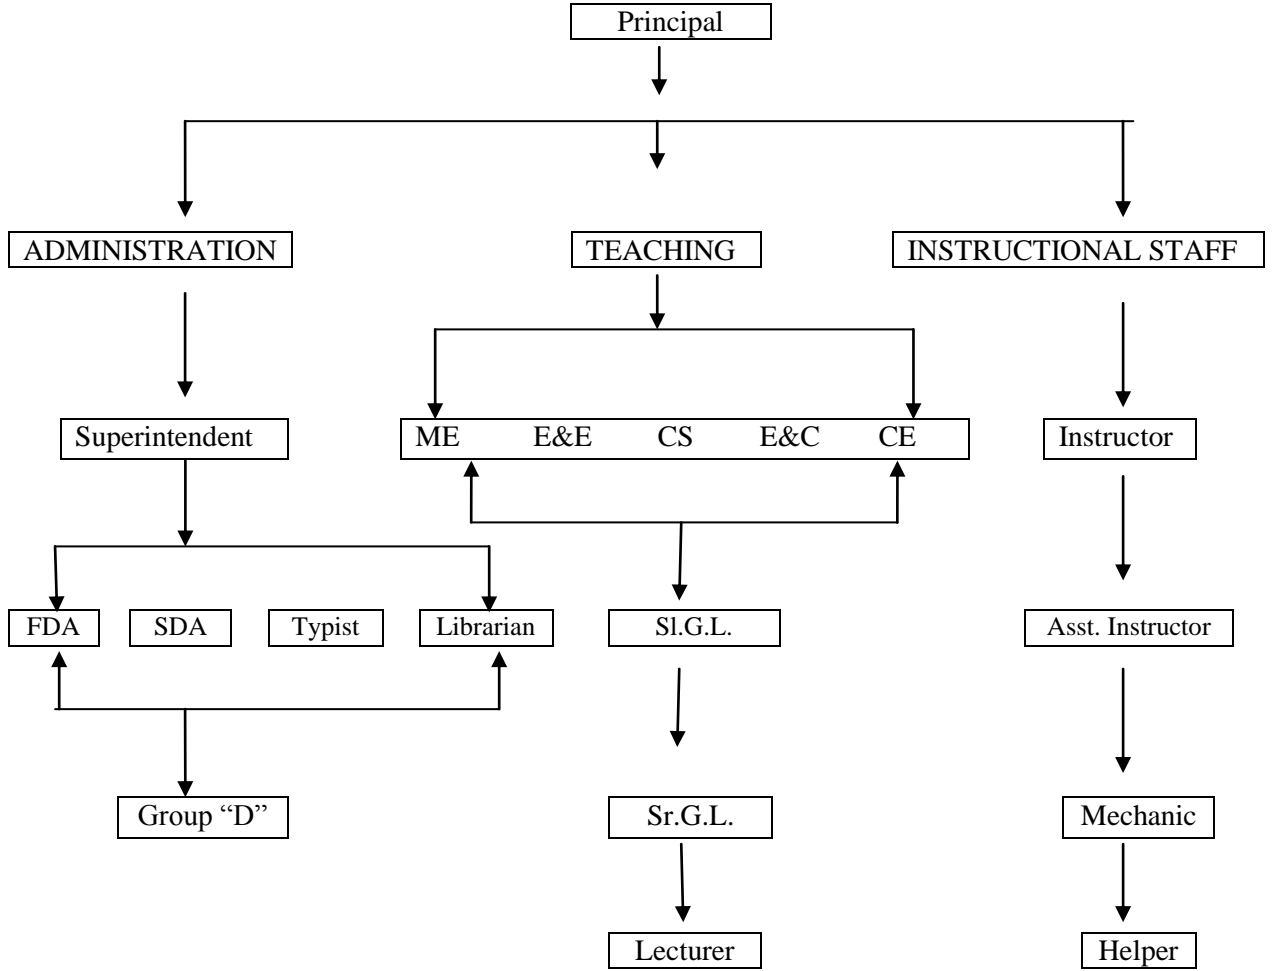 Principal
ADMINISTRATION TEACHING INSTRUCTIONAL STAFF
Superintendent ME E&E CS E&C CE Instructor
FDA SDA Typist Librarian Sl.G.L. Asst. Instructor
Group “D” Sr.G.L. Mechanic
Lecturer Helper